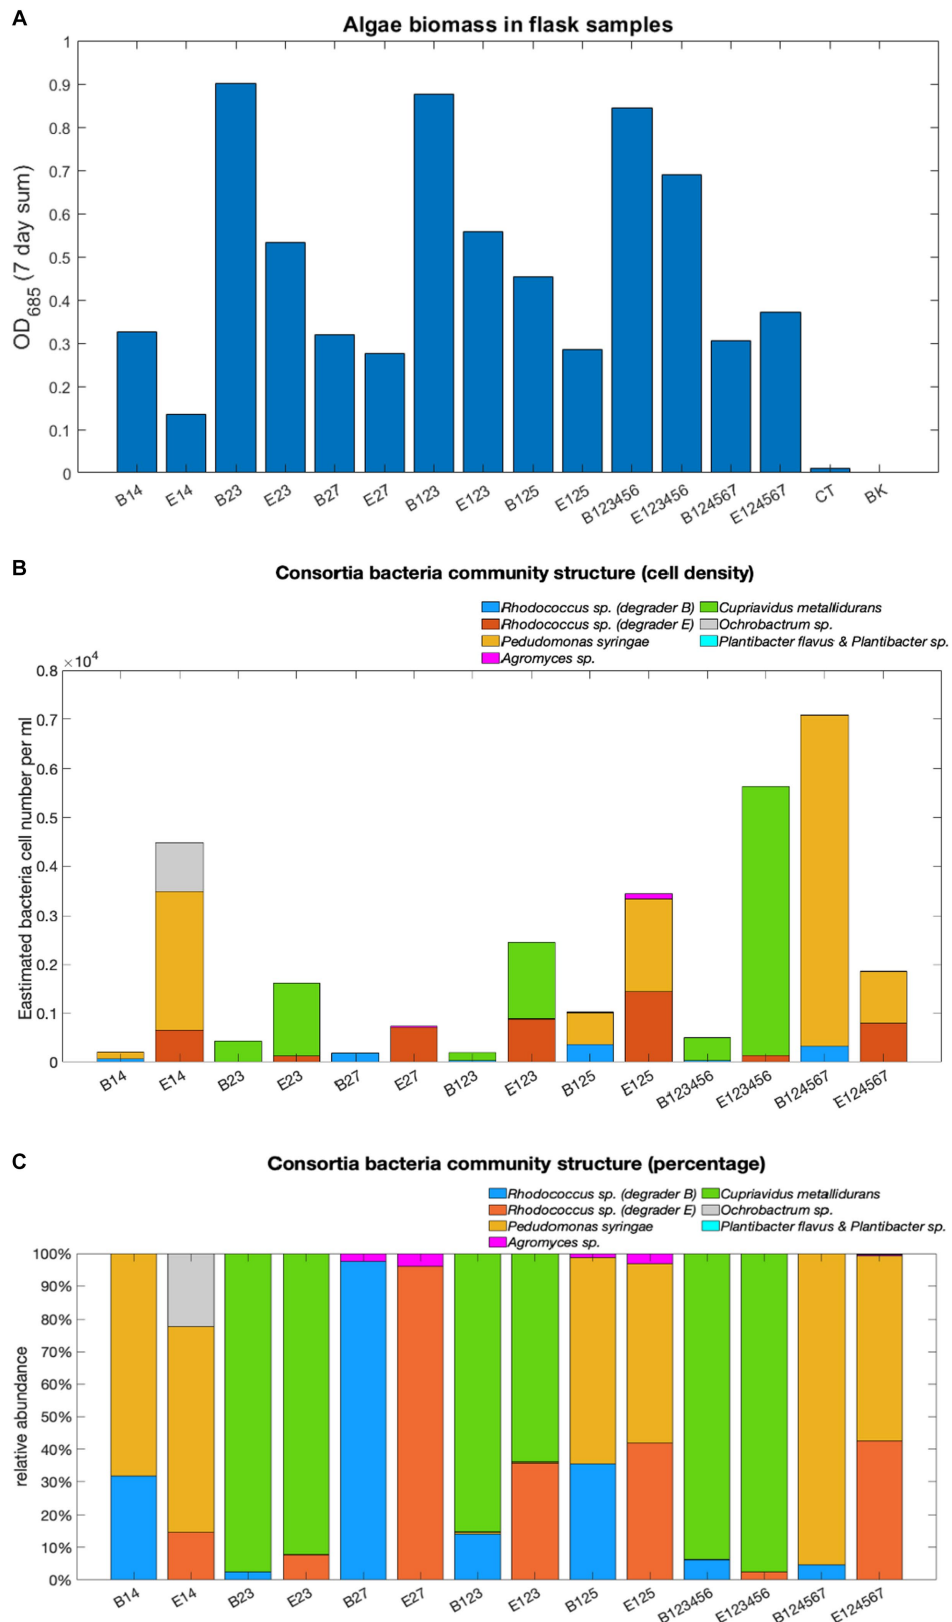 A
Algae biomass in flask samples
1
0.9
0.8
0.7
0.6
0.5
0.4
0.3
0.2
0.1
0
OD685 (7 day sum)
B14 E14 B23 E23 B27 E27 B123 E123 B125 E125 B123456 E123456 B124567 E124567 CT BK
B
Consortia bacteria community structure (cell density)
Rhodococcus sp. (degrader B) Cupriavidus metallidurans
Rhodococcus sp. (degrader E) Ochrobactrum sp.
Pedudomonas syringae Plantibacter flavus & Plantibacter sp.
Agromyces sp.
×10⁴
0.8
0.7
0.6
0.5
0.4
0.3
0.2
0.1
0
Eastimated bacteria cell number per ml
B14 E14 B23 E23 B27 E27 B123 E123 B125 E125 B123456 E123456 B124567 E124567
C
Consortia bacteria community structure (percentage)
Rhodococcus sp. (degrader B) Cupriavidus metallidurans
Rhodococcus sp. (degrader E) Ochrobactrum sp.
Pedudomonas syringae Plantibacter flavus & Plantibacter sp.
Agromyces sp.
100%
90%
80%
70%
60%
50%
40%
30%
20%
10%
0%
relative abundance
B14 E14 B23 E23 B27 E27 B123 E123 B125 E125 B123456 E123456 B124567 E124567